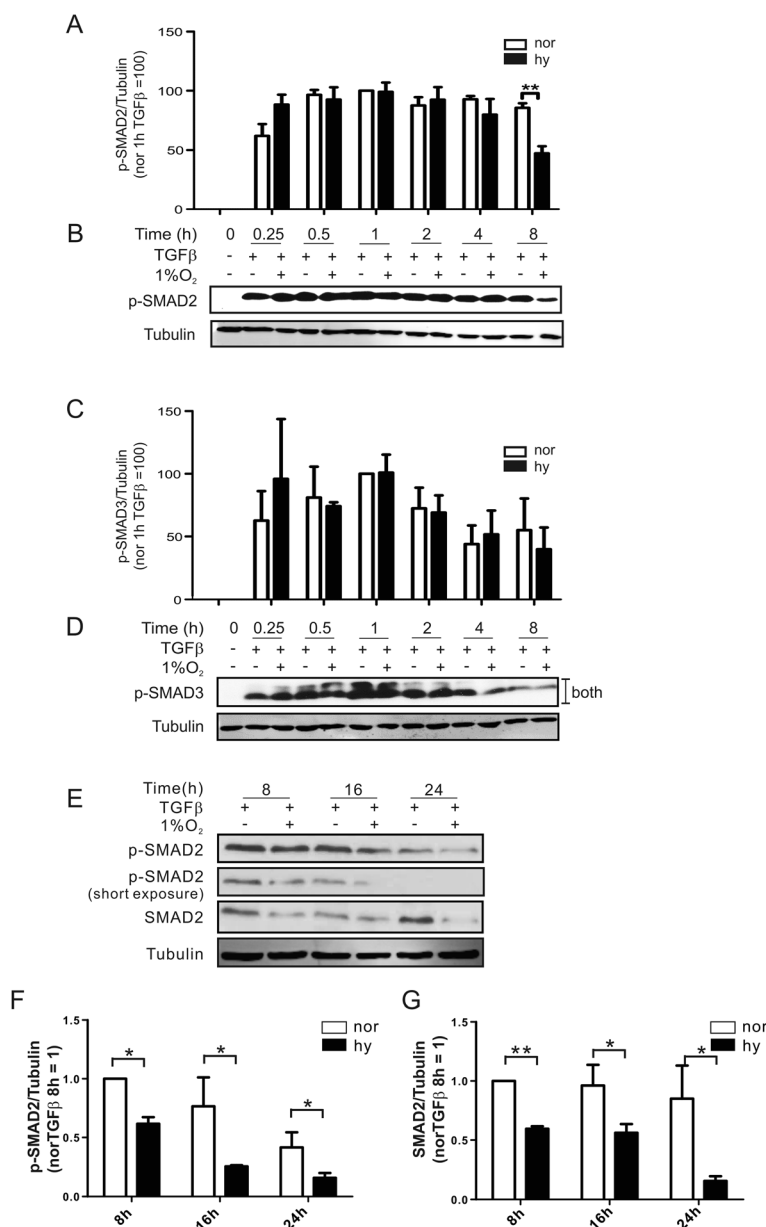 A
p-SMAD2/Tubulin
(nor 1h TGFβ =100)
150
100
50
0
nor
hy
**
B
Time (h) 0 0.25 0.5 1 2 4 8
TGFβ - + + + + + + + + + + + +
1%O₂ - - + - + - + - + - + - +
p-SMAD2
Tubulin
C
p-SMAD3/Tubulin
(nor 1h TGFβ =100)
150
100
50
0
nor
hy
D
Time (h) 0 0.25 0.5 1 2 4 8
TGFβ - + + + + + + + + + + + +
1%O₂ - - + - + - + - + - + - +
p-SMAD3
both
Tubulin
E
Time(h) 8 16 24
TGFβ + + + + + +
1%O₂ - + - + - +
p-SMAD2
p-SMAD2
(short exposure)
SMAD2
Tubulin
F
p-SMAD2/Tubulin
(norTGFβ 8h = 1)
1.5
1.0
0.5
0.0
nor
hy
*
*
*
8h 16h 24h
G
SMAD2/Tubulin
(norTGFβ 8h = 1)
1.5
1.0
0.5
0.0
nor
hy
**
*
*
8h 16h 24h